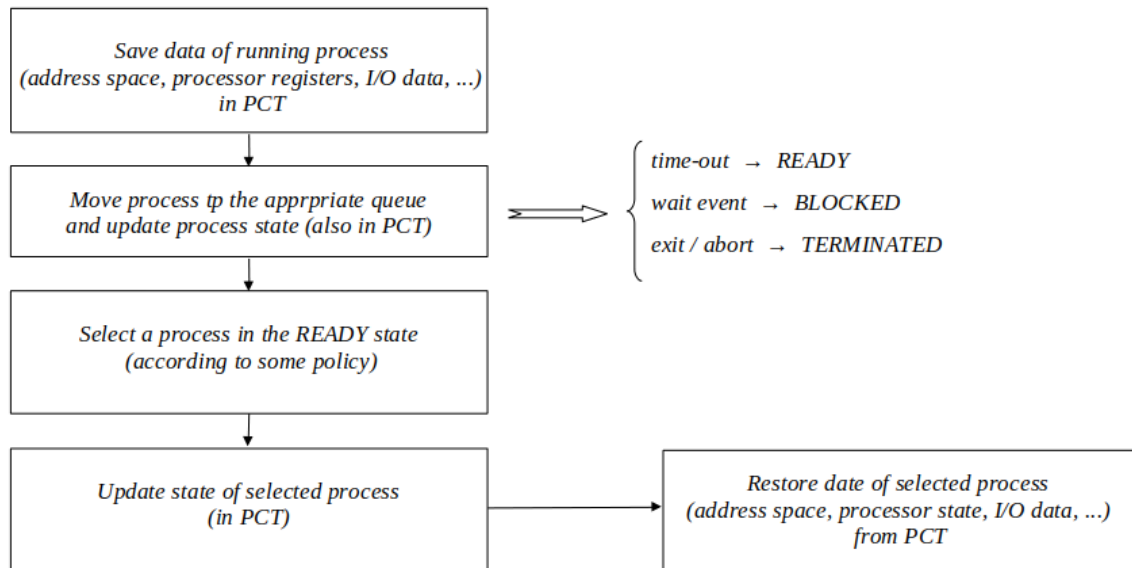 Save data of running process
(address space, processor registers, I/O data, ...)
in PCT
Move process tp the apprpriate queue
and update process state (also in PCT)
time-out → READY
wait event → BLOCKED
exit / abort → TERMINATED
Select a process in the READY state
(according to some policy)
Update state of selected process
(in PCT)
Restore date of selected process
(address space, processor state, I/O data, ...)
from PCT